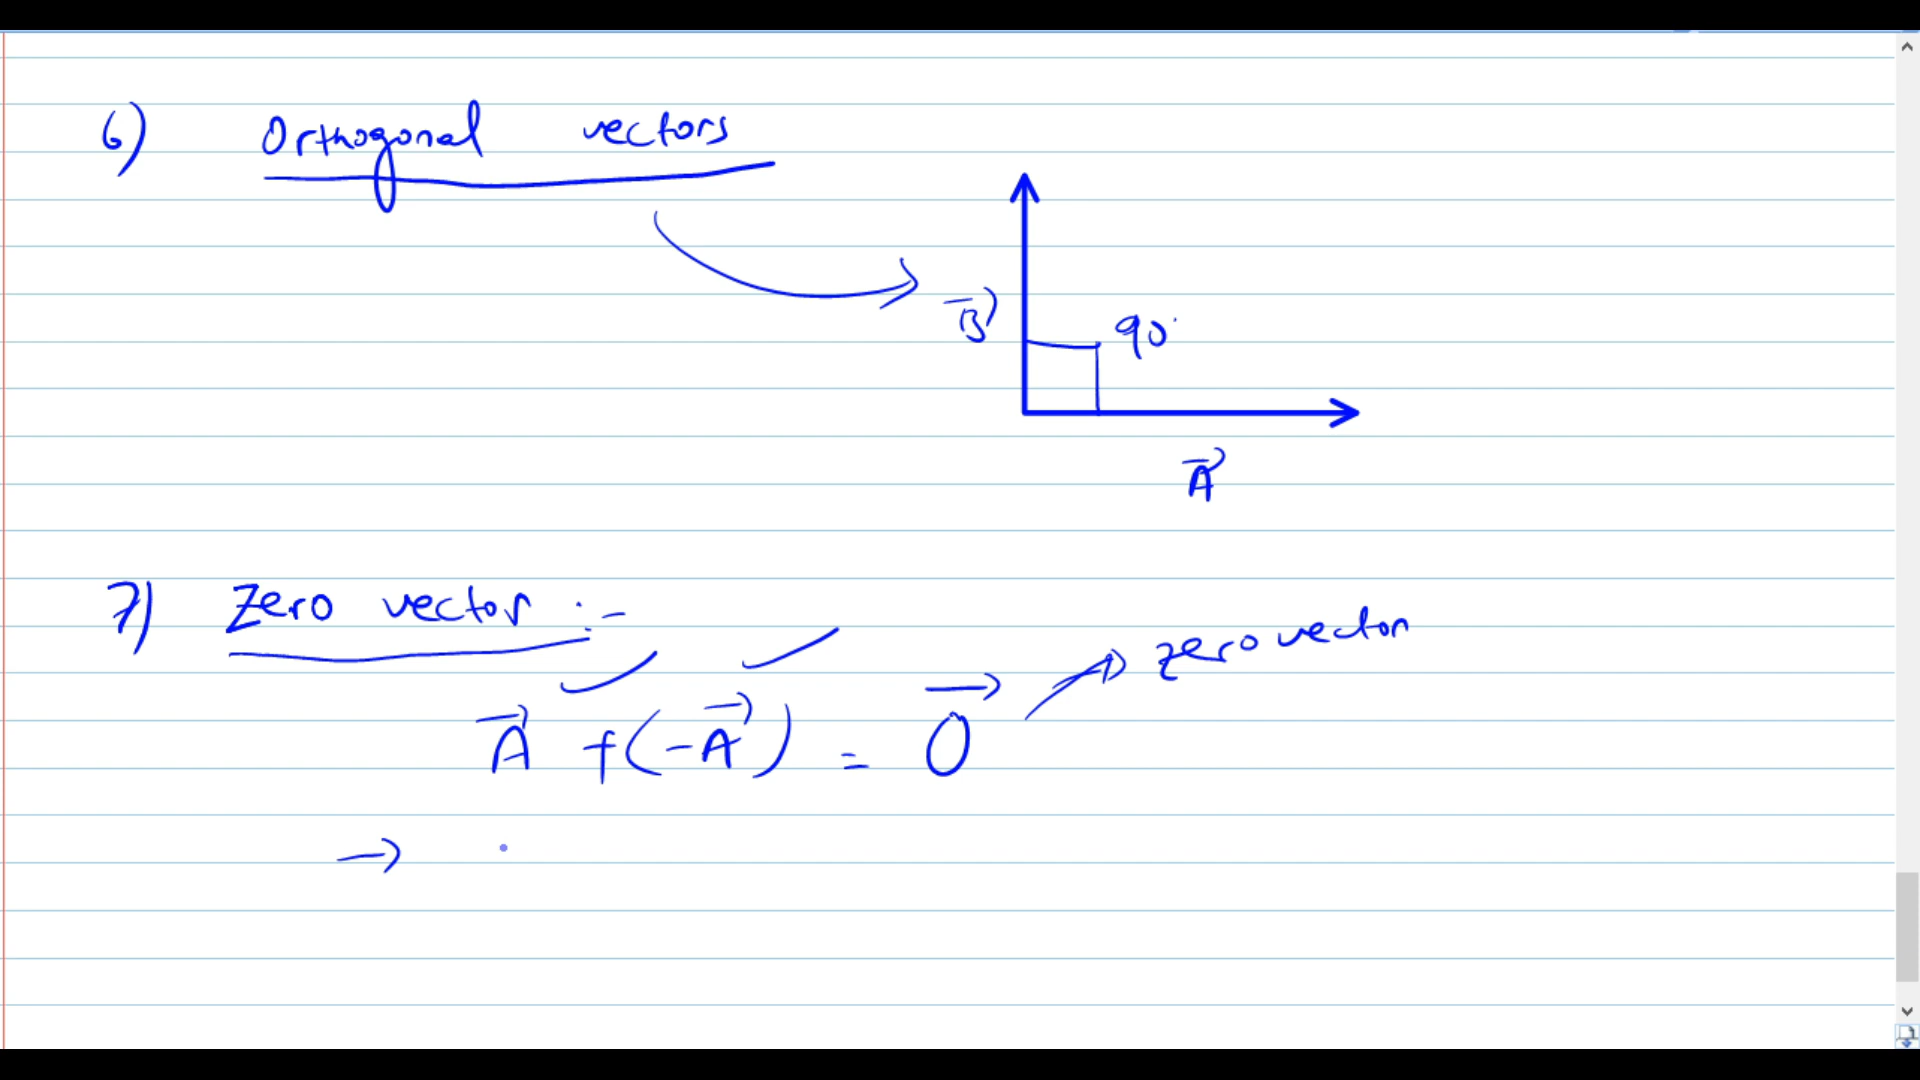 6) Orthogonal vectors
B⃗
90°
A⃗
7) Zero vector :-
zero vector
A⃗ +(-A⃗) = 0⃗
→